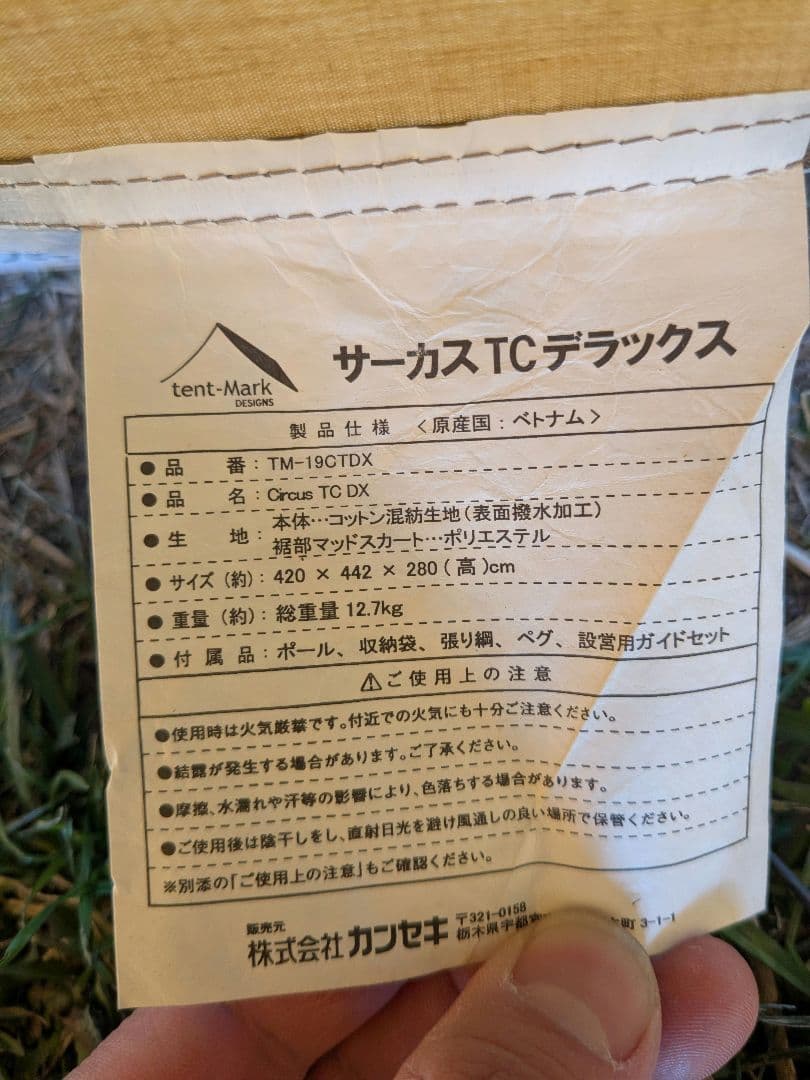 tent-Mark
DESIGNS
サーカスTCデラックス
製品仕様 〈原産国：ベトナム〉
●品　番：TM-19CTDX
●品　名：Circus TC DX
●生　地：本体…コットン混紡生地（表面撥水加工）
裾部マッドスカート…ポリエステル
●サイズ（約）：420 × 442 × 280（高）cm
●重量（約）：総重量 12.7kg
●付属品：ポール、収納袋、張り綱、ペグ、設営用ガイドセット
⚠ご使用上の注意
●使用時は火気厳禁です。付近での火気にも十分ご注意ください。
●結露が発生する場合があります。ご了承ください。
●摩擦、水濡れや汗等の影響により、色落ちする場合があります。
●ご使用後は陰干しをし、直射日光を避け風通しの良い場所で保管ください。
※別添の「ご使用上の注意」もご確認ください。
販売元
株式会社カンセキ
〒321-0158
栃木県宇都宮 町 3-1-1